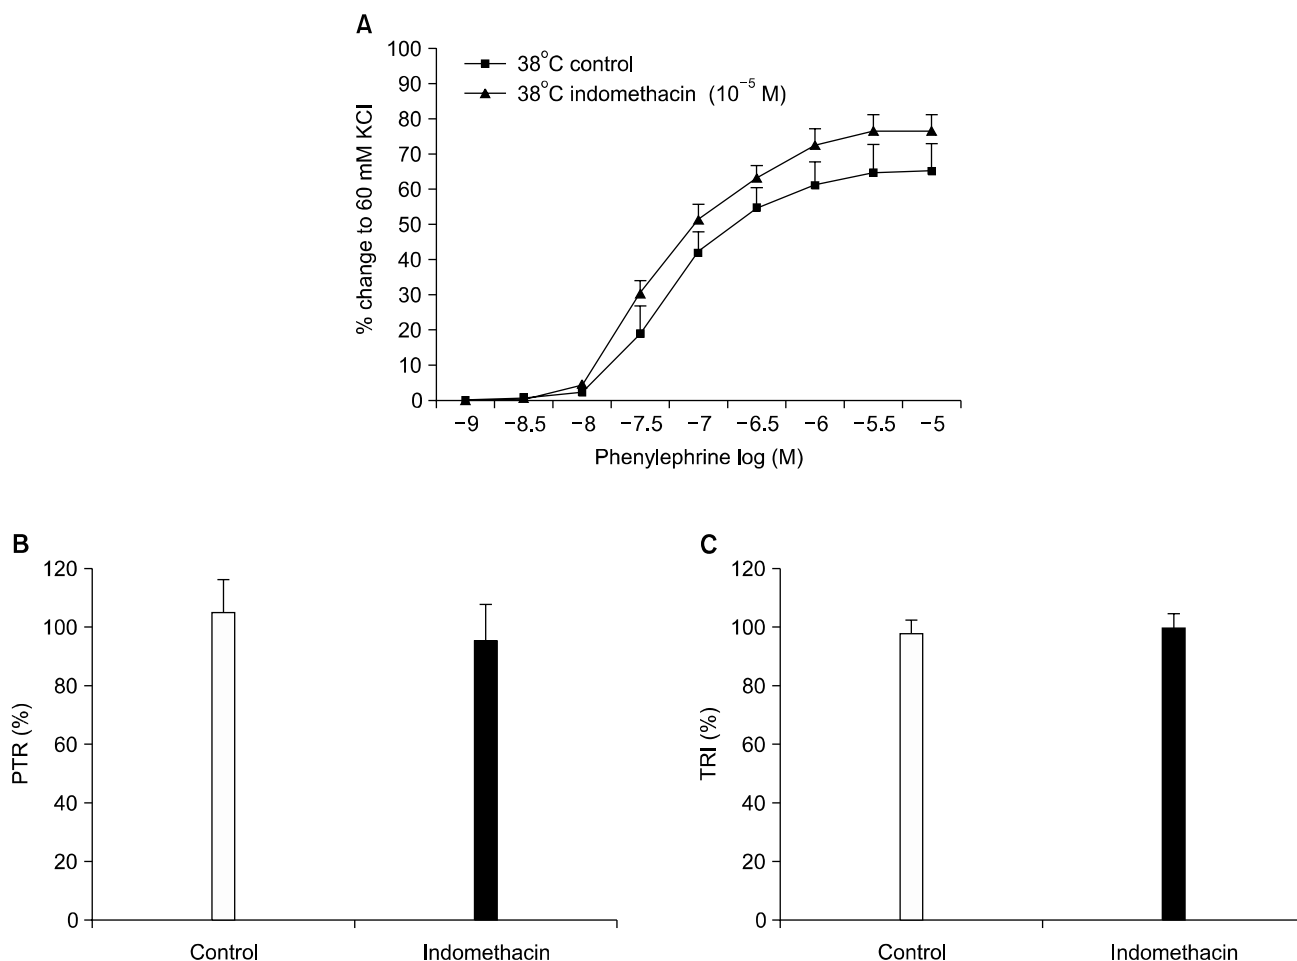 A
100
90
80
70
60
50
40
30
20
10
0
% change to 60 mM KCl
38°C control
38°C indomethacin (10⁻⁵ M)
−9 −8.5 −8 −7.5 −7 −6.5 −6 −5.5 −5
Phenylephrine log (M)
B
120
100
80
60
40
20
0
PTR (%)
Control Indomethacin
C
120
100
80
60
40
20
0
TRI (%)
Control Indomethacin